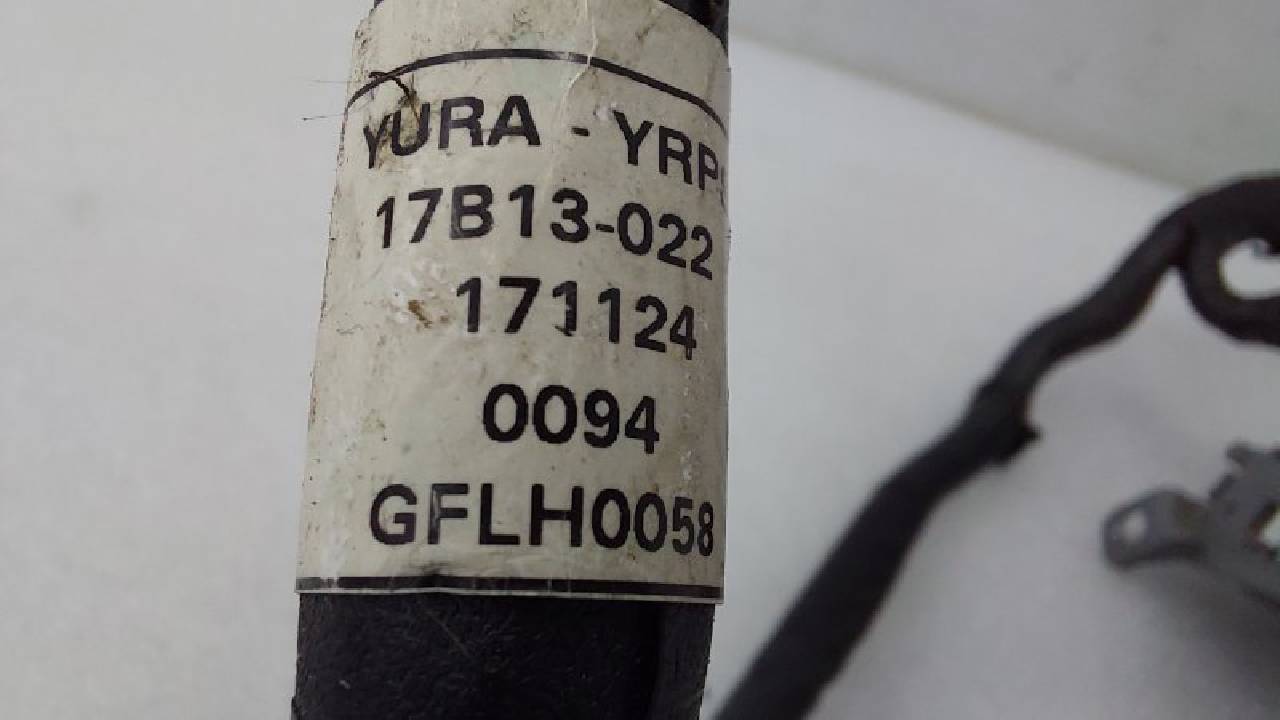 YURA - YRP
17B13-022
171124
0094
GFLH0058